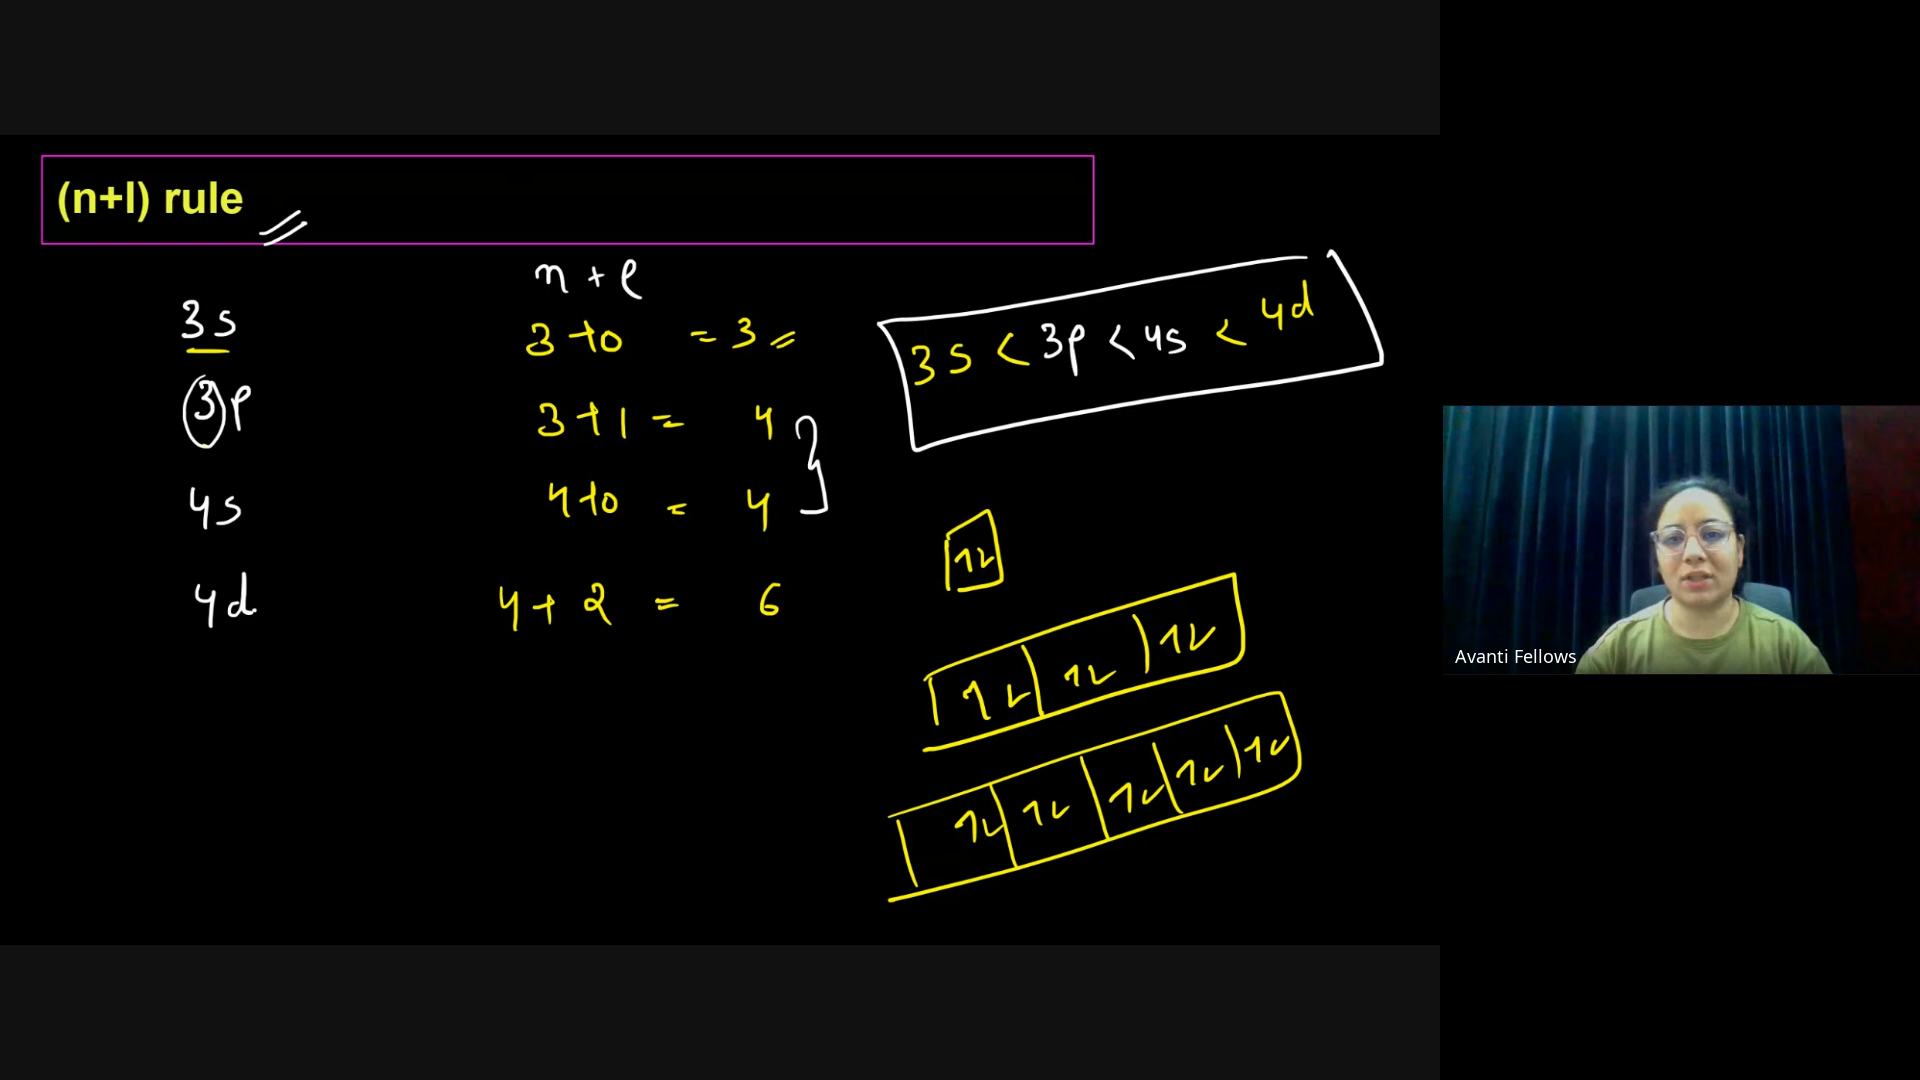 (n+l) rule
n + l
3s 3+0 = 3
3p 3+1 = 4
4s 4+0 = 4
4d 4+2 = 6
3s < 3p < 4s < 4d
Avanti Fellows